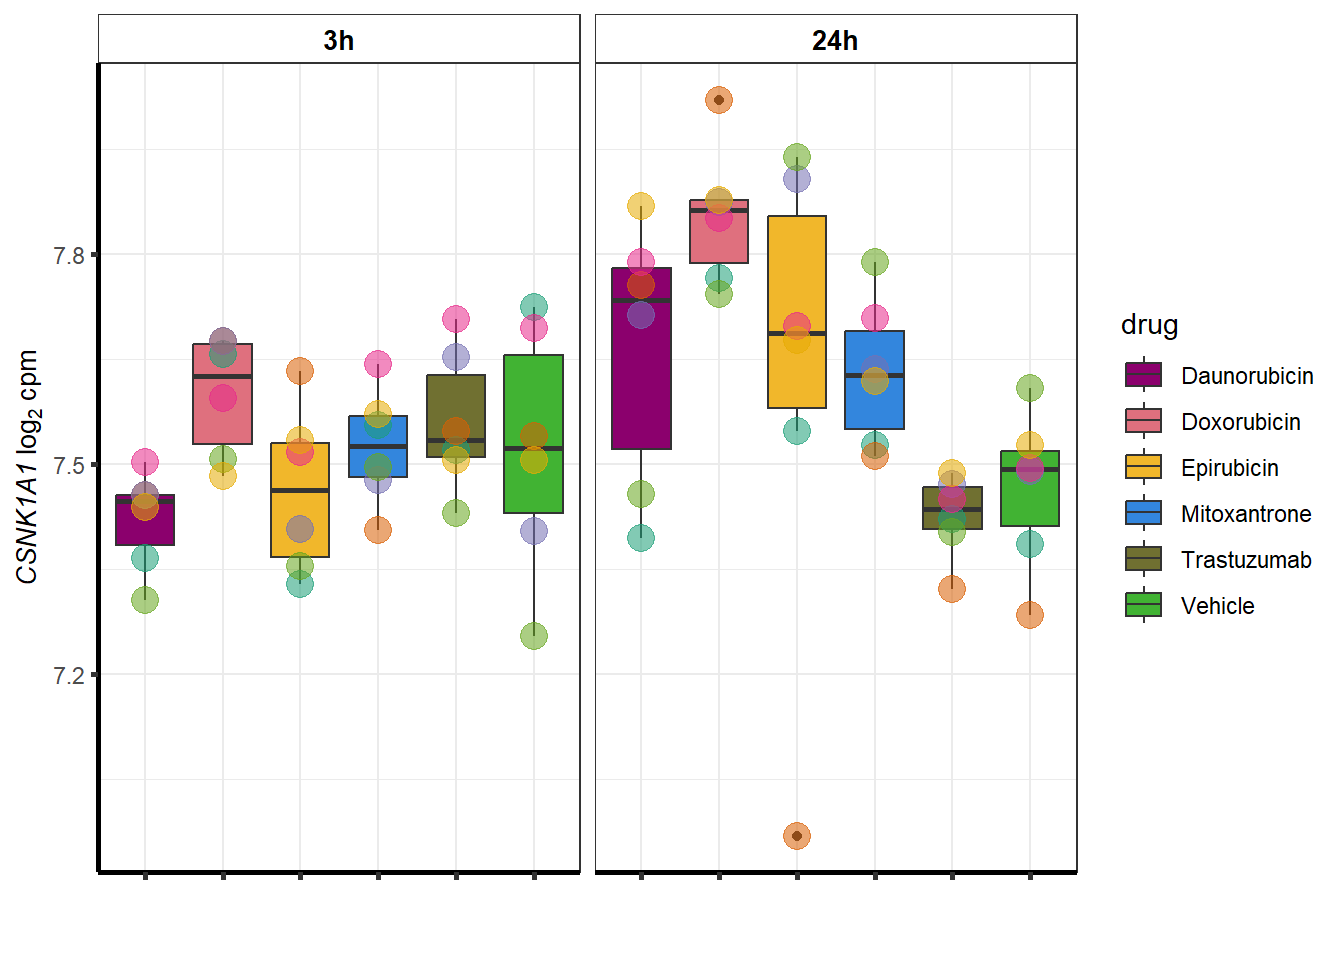 3h
24h
7.8
7.5
7.2
CSNK1A1 log₂ cpm
drug
Daunorubicin
Doxorubicin
Epirubicin
Mitoxantrone
Trastuzumab
Vehicle